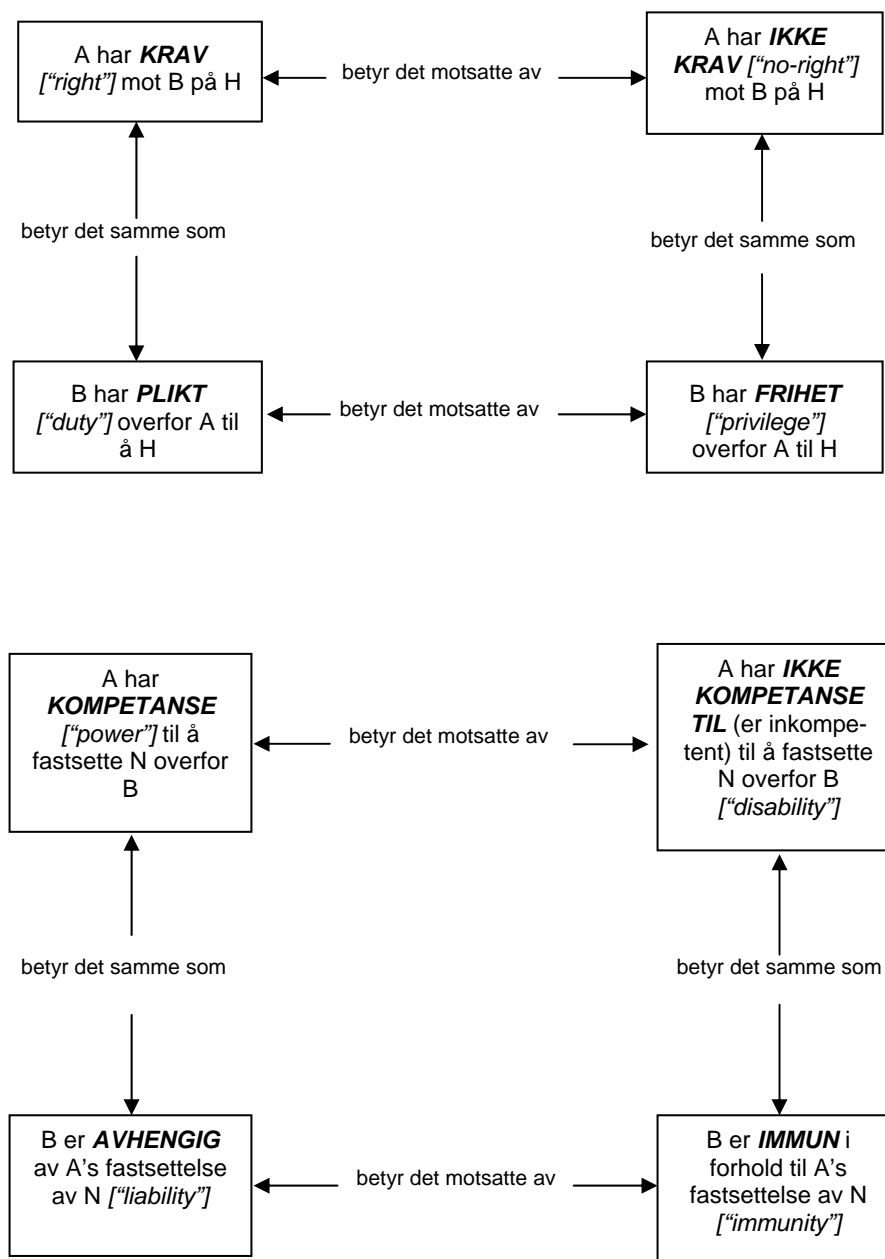 A har KRAV
["right"] mot B på H
betyr det motsatte av
A har IKKE
KRAV ["no-right"]
mot B på H
betyr det samme som
betyr det samme som
B har PLIKT
["duty"] overfor A til
å H
betyr det motsatte av
B har FRIHET
["privilege"]
overfor A til H
A har
KOMPETANSE
["power"] til å
fastsette N overfor
B
betyr det motsatte av
A har IKKE
KOMPETANSE
TIL (er inkompe-
tent) til å fastsette
N overfor B
["disability"]
betyr det samme som
betyr det samme som
B er AVHENGIG
av A's fastsettelse
av N ["liability"]
betyr det motsatte av
B er IMMUN i
forhold til A's
fastsettelse av N
["immunity"]